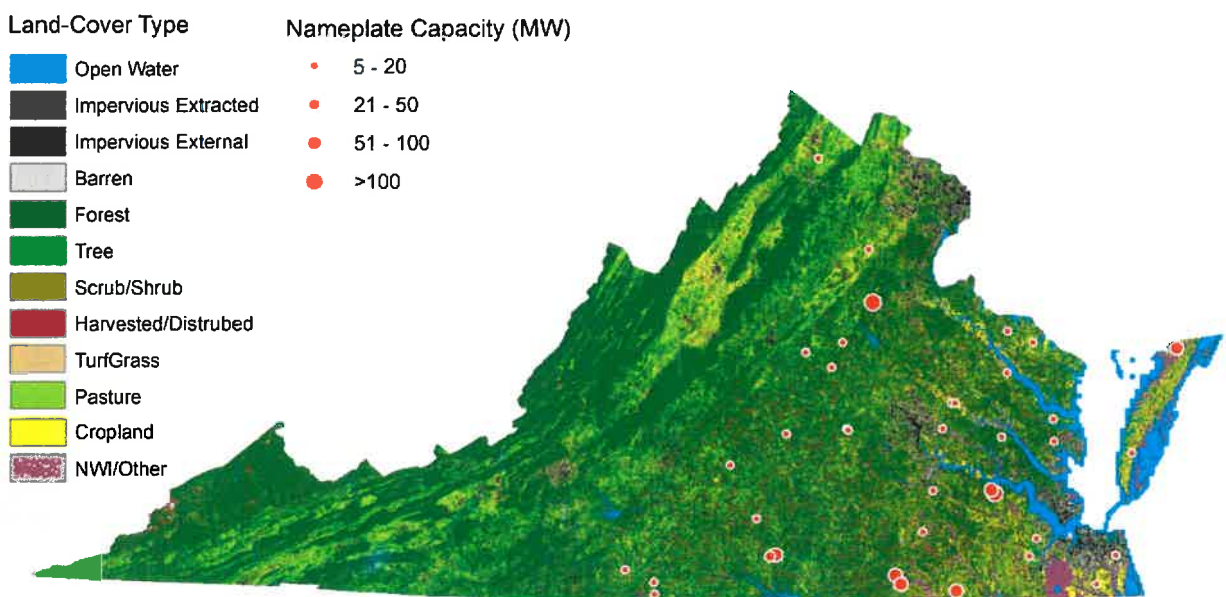 Land-Cover Type
Open Water
Impervious Extracted
Impervious External
Barren
Forest
Tree
Scrub/Shrub
Harvested/Distrubed
TurfGrass
Pasture
Cropland
NWI/Other
Nameplate Capacity (MW)
5 - 20
21 - 50
51 - 100
>100